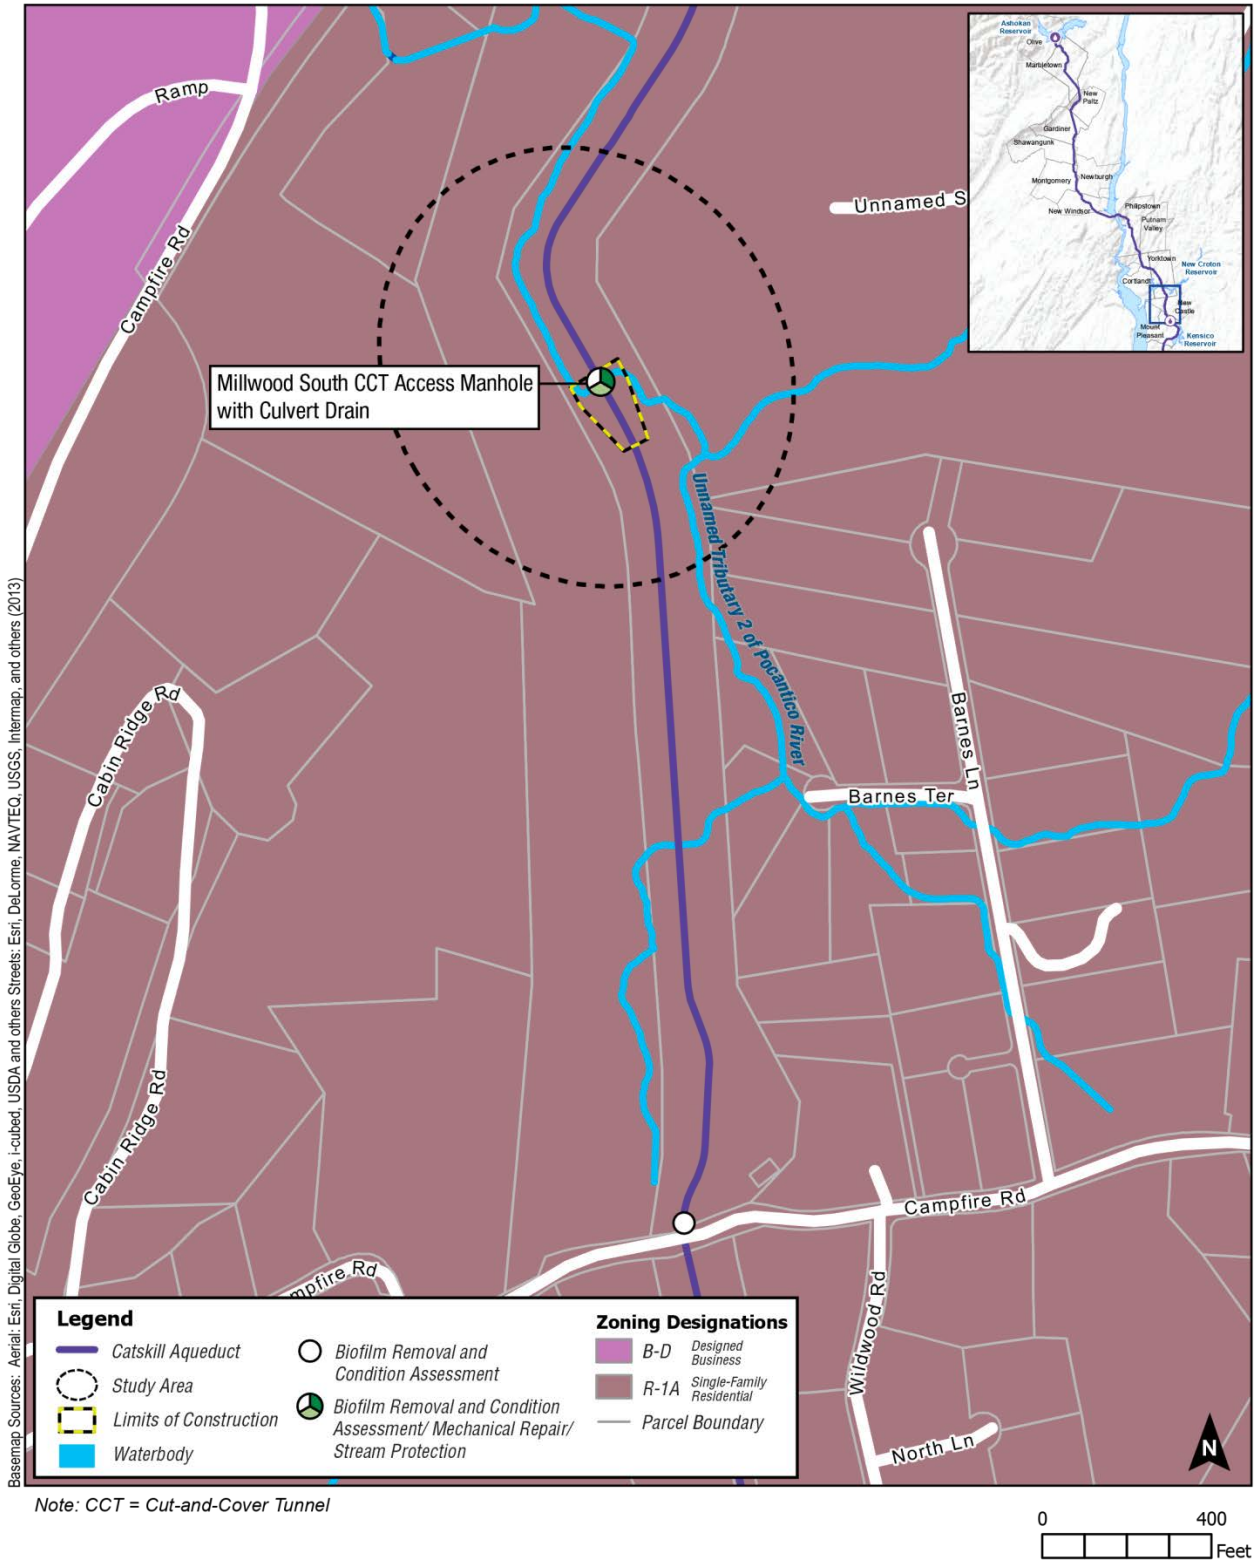 Ramp
Campfire Rd
Unnamed S
Ashokan
Reservoir
Olive
Marbletown
New
Paltz
Gardiner
Shawangunk
Montgomery
Newburgh
New Windsor
Philipstown
Putnam
Valley
Yorktown
New Croton
Reservoir
Cortlandt
New
Castle
Mount
Pleasant
Kensico
Reservoir
Millwood South CCT Access Manhole
with Culvert Drain
Unnamed Tributary 2 of Pocantico River
Barnes Ln
Barnes Ter
Cabin Ridge Rd
Cabin Ridge Rd
Campfire Rd
mpfire Rd
Wildwood Rd
North Ln
Basemap Sources: Aerial: Esri, Digital Globe, GeoEye, i-cubed, USDA and others Streets: Esri, DeLorme, NAVTEQ, USGS, Intermap, and others (2013)
Legend
Catskill Aqueduct
Study Area
Limits of Construction
Waterbody
Biofilm Removal and
Condition Assessment
Biofilm Removal and Condition
Assessment/ Mechanical Repair/
Stream Protection
Zoning Designations
B-D Designed
Business
R-1A Single-Family
Residential
Parcel Boundary
N
Note: CCT = Cut-and-Cover Tunnel
0 400
Feet